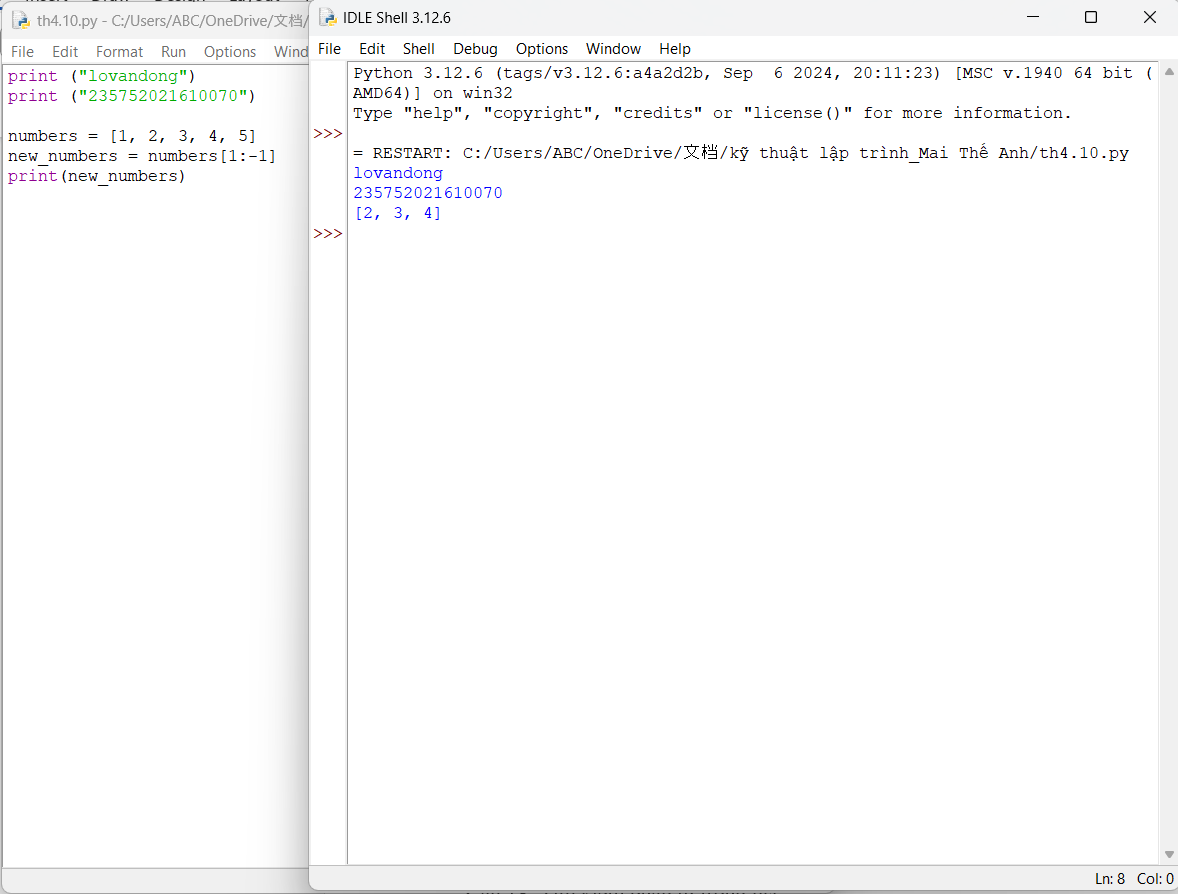 th4.10.py - C:/Users/ABC/OneDrive/文档/
File Edit Format Run Options Wind
print ("lovandong")
print ("235752021610070")
numbers = [1, 2, 3, 4, 5]
new_numbers = numbers[1:-1]
print(new_numbers)
IDLE Shell 3.12.6
File Edit Shell Debug Options Window Help
Python 3.12.6 (tags/v3.12.6:a4a2d2b, Sep  6 2024, 20:11:23) [MSC v.1940 64 bit (
AMD64)] on win32
Type "help", "copyright", "credits" or "license()" for more information.
>>>
= RESTART: C:/Users/ABC/OneDrive/文档/kỹ thuật lập trình_Mai Thế Anh/th4.10.py
lovandong
235752021610070
[2, 3, 4]
>>>
Ln: 8 Col: 0